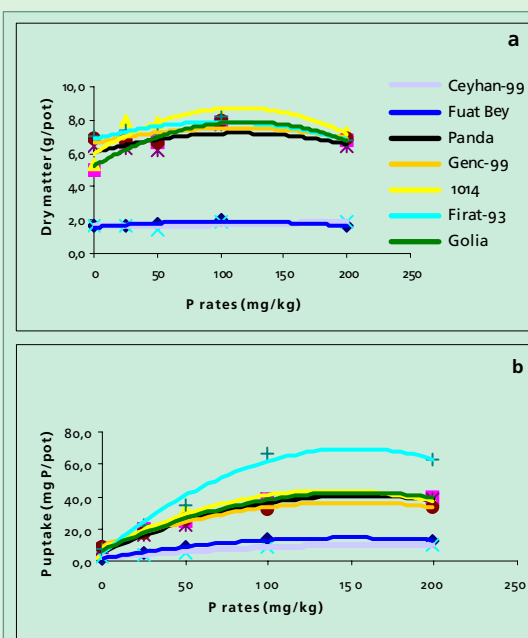 a
Dry matter (g/pot)
10,0
8,0
6,0
4,0
2,0
0,0
0 50 100 150 200 250
P rates (mg/kg)
Ceyhan-99
Fuat Bey
Panda
Genc-99
1014
Firat-93
Golia
b
Puptake (mg P/pot)
80,0
60,0
40,0
20,0
0,0
0 50 100 150 200 250
P rates (mg/kg)